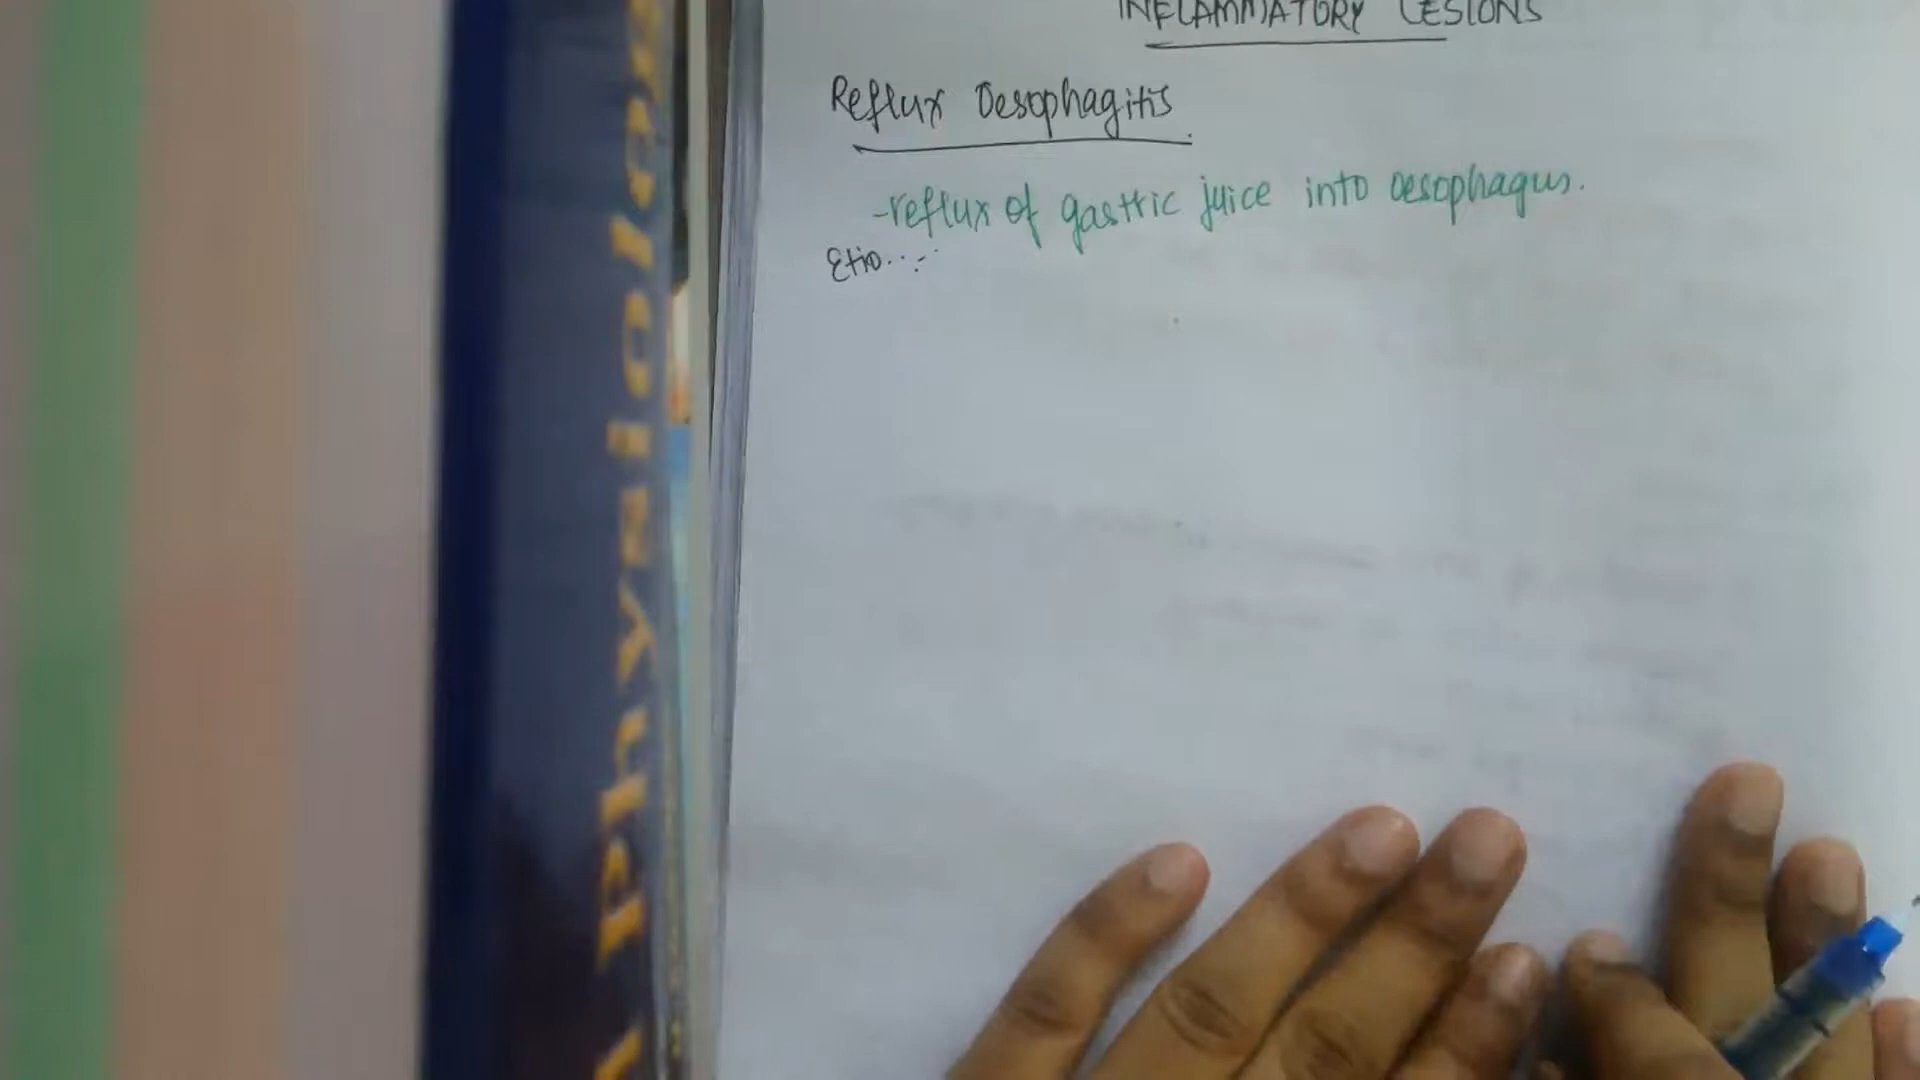 INFLAMMATORY LESIONS
Reflux Oesophagitis
-reflux of gastric juice into oesophagus.
Etio...:-